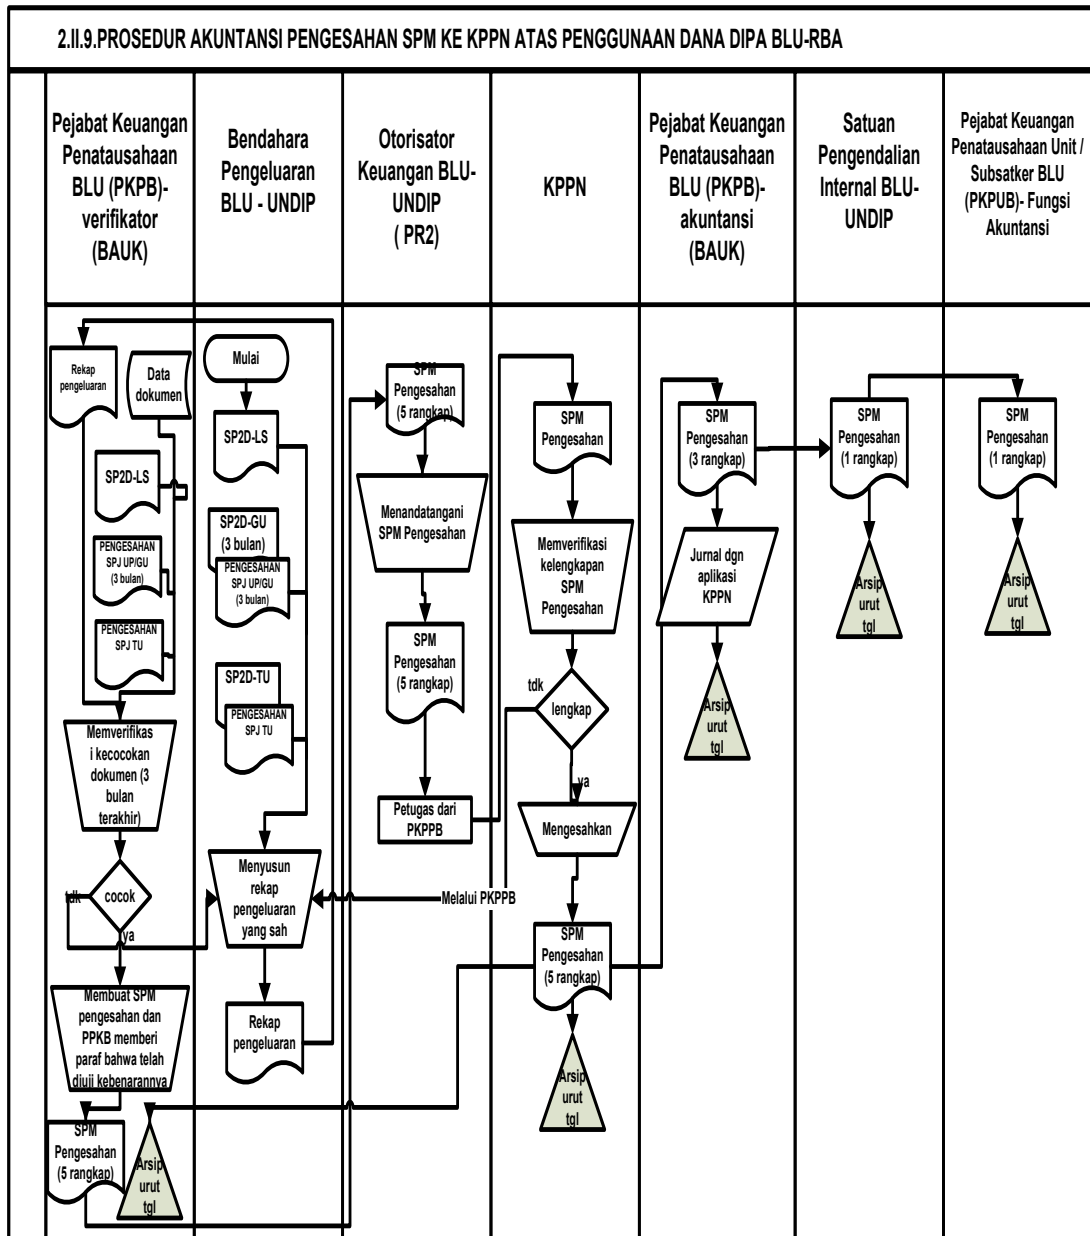 2.II.9.PROSEDUR AKUNTANSI PENGESAHAN SPM KE KPPN ATAS PENGGUNAAN DANA DIPA BLU-RBA
Pejabat Keuangan
Penatausahaan
BLU (PKPB)-
verifikator
(BAUK)
Bendahara
Pengeluaran
BLU - UNDIP
Otorisator
Keuangan BLU-
UNDIP
( PR2)
KPPN
Pejabat Keuangan
Penatausahaan
BLU (PKPB)-
akuntansi
(BAUK)
Satuan
Pengendalian
Internal BLU-
UNDIP
Pejabat Keuangan
Penatausahaan Unit /
Subsatker BLU
(PKPUB)- Fungsi
Akuntansi
Rekap
pengeluaran
Data
dokumen
SP2D-LS
PENGESAHAN
SPJ UP/GU
(3 bulan)
PENGESAHAN
SPJ TU
Memverifikas
i kecocokan
dokumen (3
bulan
terakhir)
cocok
tdk
ya
Membuat SPM
pengesahan dan
PPKB memberi
paraf bahwa telah
diuji kebenarannya
SPM
Pengesahan
(5 rangkap)
Arsip
urut
tgl
Mulai
SP2D-LS
SP2D-GU
(3 bulan)
PENGESAHAN
SPJ UP/GU
(3 bulan)
SP2D-TU
PENGESAHAN
SPJ TU
Menyusun
rekap
pengeluaran
yang sah
Rekap
pengeluaran
SPM
Pengesahan
(5 rangkap)
Menandatangani
SPM Pengesahan
SPM
Pengesahan
(5 rangkap)
Petugas dari
PKPPB
Melalui PKPPB
SPM
Pengesahan
Memverifikasi
kelengkapan
SPM
Pengesahan
tdk
lengkap
ya
Mengesahkan
SPM
Pengesahan
(5 rangkap)
Arsip
urut
tgl
SPM
Pengesahan
(3 rangkap)
Jurnal dgn
aplikasi
KPPN
Arsip
urut
tgl
SPM
Pengesahan
(1 rangkap)
Arsip
urut
tgl
SPM
Pengesahan
(1 rangkap)
Arsip
urut
tgl